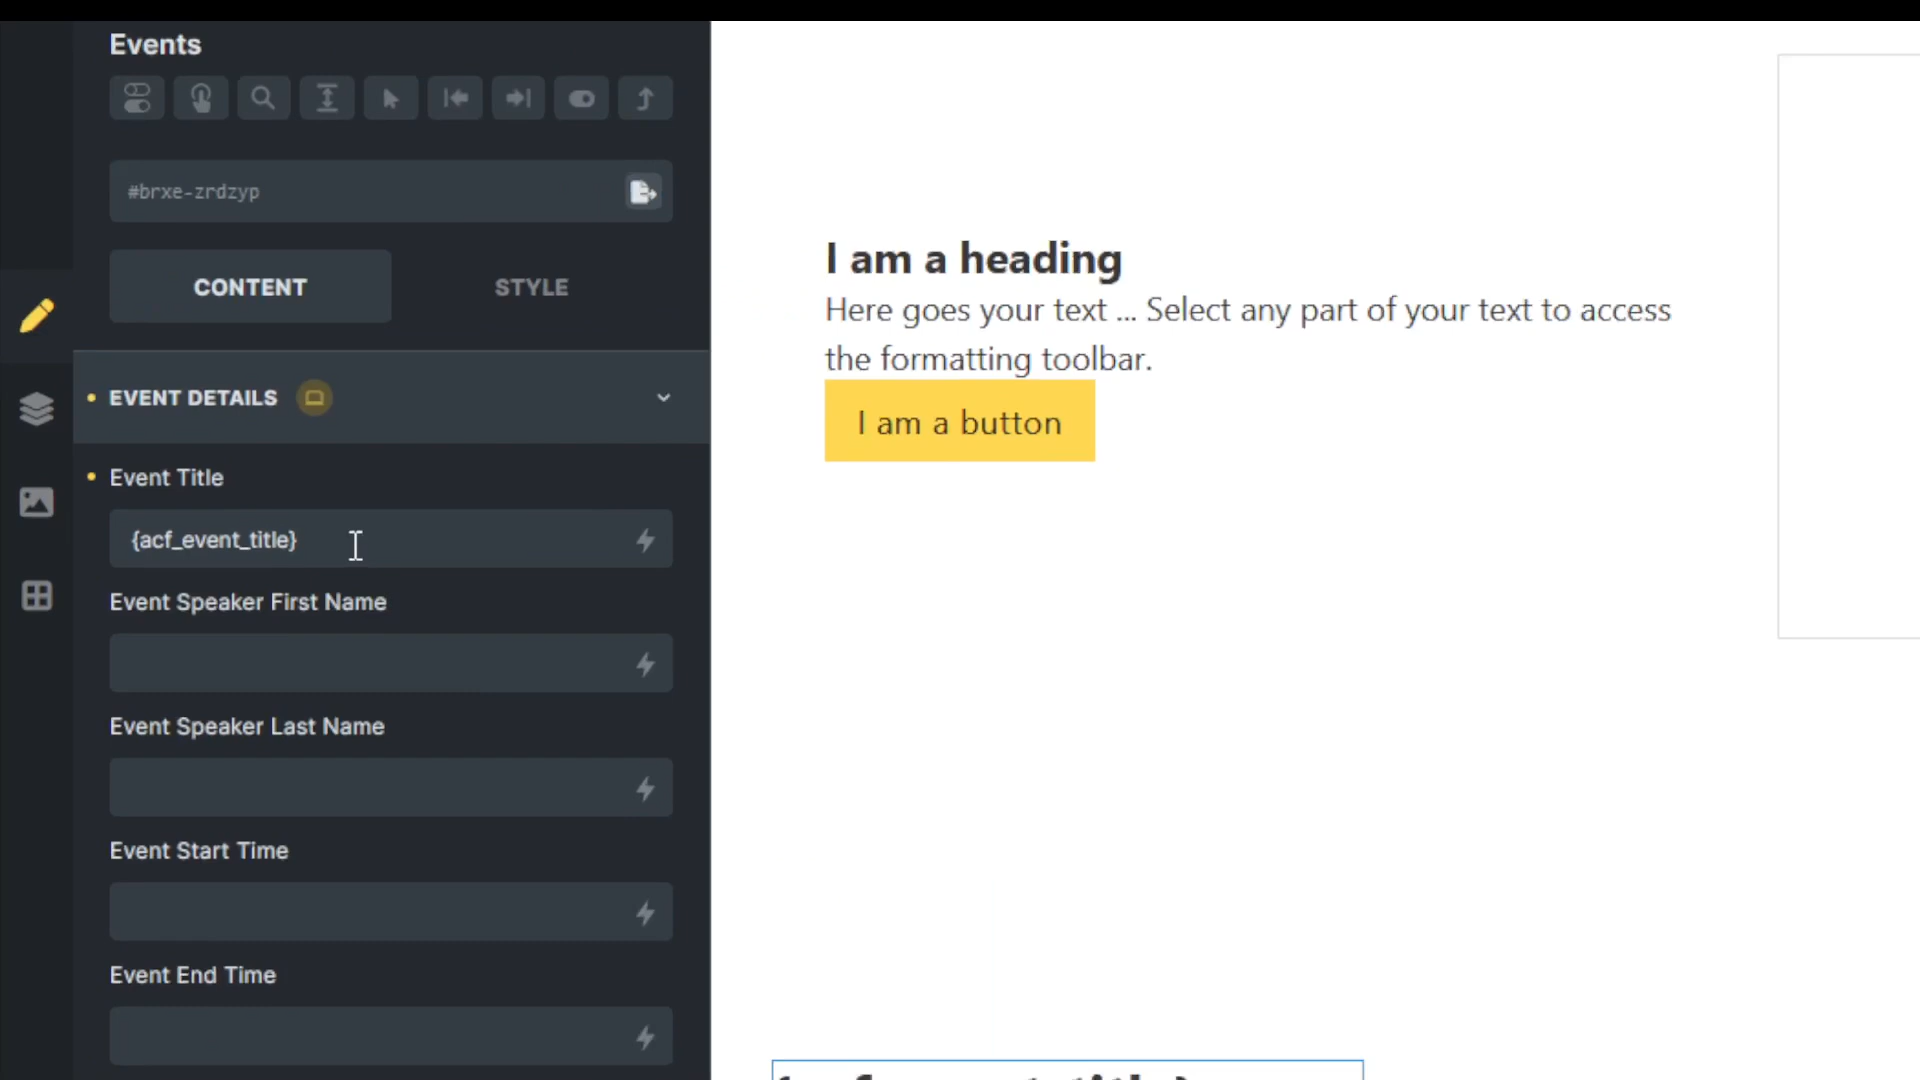 Events
#brxe-zrdzyp
CONTENT
STYLE
EVENT DETAILS
Event Title
{acf_event_title}
Event Speaker First Name
Event Speaker Last Name
Event Start Time
Event End Time
I am a heading
Here goes your text ... Select any part of your text to access
the formatting toolbar.
I am a button